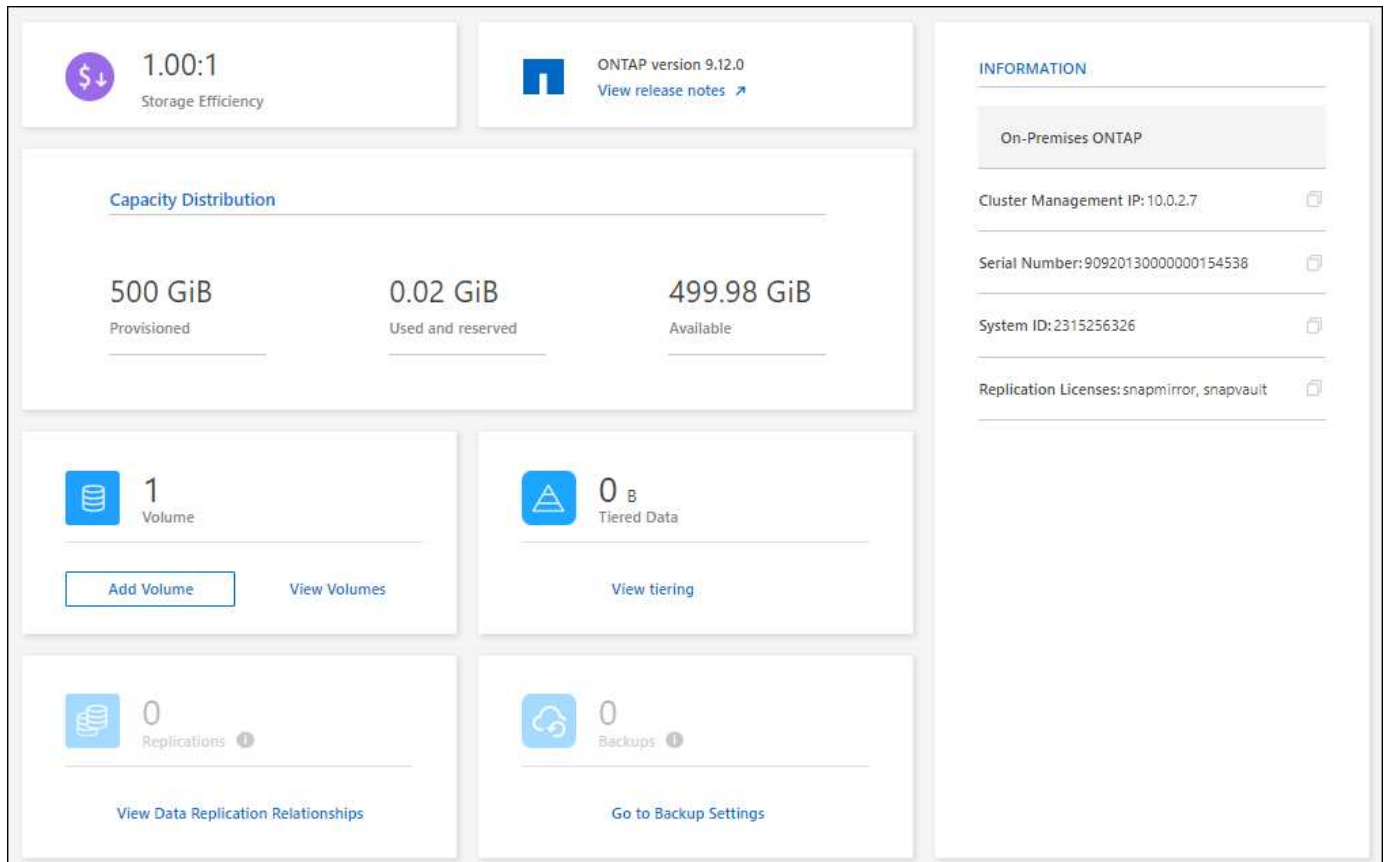 1.00:1
Storage Efficiency
ONTAP version 9.12.0
View release notes
Capacity Distribution
500 GiB
Provisioned
0.02 GiB
Used and reserved
499.98 GiB
Available
1
Volume
Add Volume
View Volumes
0 B
Tiered Data
View tiering
0
Replications
View Data Replication Relationships
0
Backups
Go to Backup Settings
INFORMATION
On-Premises ONTAP
Cluster Management IP: 10.0.2.7
Serial Number: 90920130000000154538
System ID: 2315256326
Replication Licenses: snapmirror, snapvault